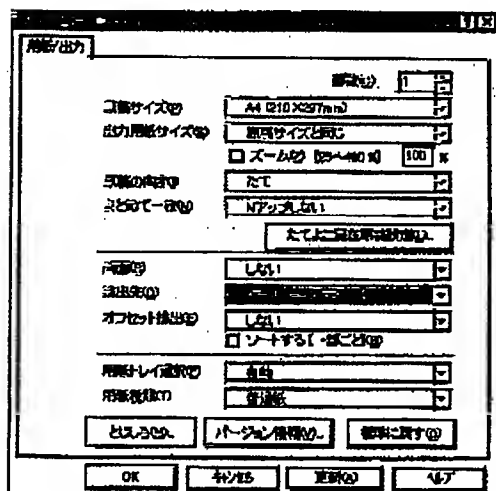 用紙/出力
部数(C): 1
原稿サイズ(Z) A4 (210×297mm)
出力用紙サイズ(S) 原稿サイズと同じ
ズーム(Z) [25～400%] 100 %
原稿の向き(I) たて
まとめて一枚(N) Nアップしない
たてよこ混在原稿
両面(B) しない
排出先(D)
オフセット排出(E) しない
ソートする[一部ごと](B)
用紙トレイ選択(P) 自動
用紙種類(T) 普通紙
とじしろ(G)... バージョン情報(V)... 標準に戻す(D)
OK キャンセル 更新(A) ヘルプ